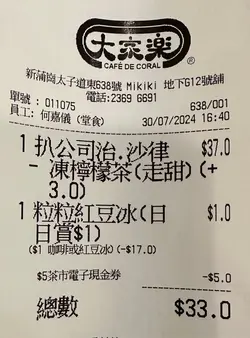 大家樂
CAFÉ DE CORAL
新蒲崗太子道東638號 Mikiki 地下G12號舖
電話:2369 6691
單號 : 011075 638/001
員工: 何嘉儀 (堂食) 30/07/2024 16:40
1 扒公司治.沙律 $37.0
- 凍檸檬茶(走甜) (+
3.0)
1 粒粒紅豆冰(日 $1.0
日賞$1)
($1 咖啡或紅豆冰 (-$17.0)
$5茶市電子現金券 -$5.0
總數 $33.0